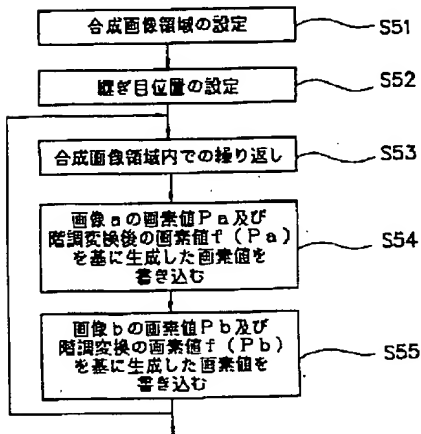 合成画像領域の設定
S51
継ぎ目位置の設定
S52
合成画像領域内での繰り返し
S53
画像aの画素値Pa及び
階調変換後の画素値f(Pa)
を基に生成した画素値を
書き込む
S54
画像bの画素値Pb及び
階調変換の画素値f(Pb)
を基に生成した画素値を
書き込む
S55